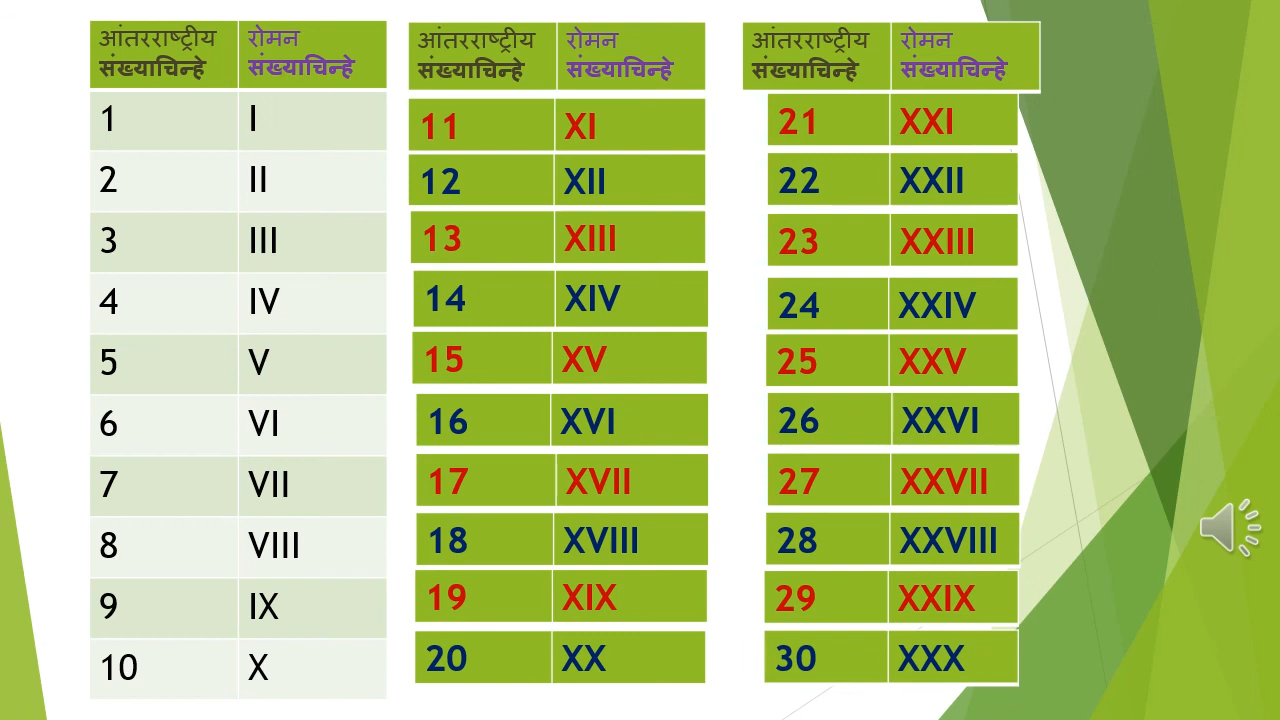 आंतरराष्ट्रीय संख्याचिन्हे रोमन संख्याचिन्हे
1 I
2 II
3 III
4 IV
5 V
6 VI
7 VII
8 VIII
9 IX
10 X
आंतरराष्ट्रीय संख्याचिन्हे रोमन संख्याचिन्हे
11 XI
12 XII
13 XIII
14 XIV
15 XV
16 XVI
17 XVII
18 XVIII
19 XIX
20 XX
आंतरराष्ट्रीय संख्याचिन्हे रोमन संख्याचिन्हे
21 XXI
22 XXII
23 XXIII
24 XXIV
25 XXV
26 XXVI
27 XXVII
28 XXVIII
29 XXIX
30 XXX